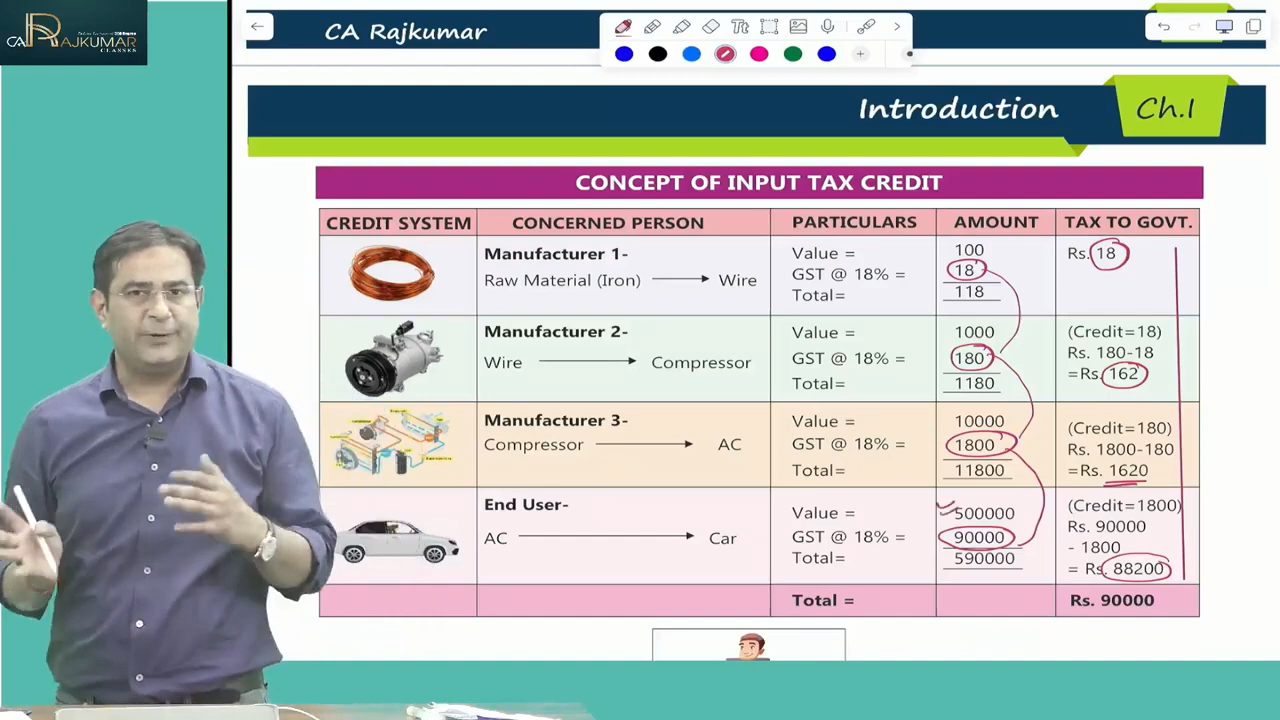 CA RAJKUMAR
CLASSES
CA Rajkumar
Tt
Introduction
Ch.1
CONCEPT OF INPUT TAX CREDIT
CREDIT SYSTEM CONCERNED PERSON PARTICULARS AMOUNT TAX TO GOVT.
Manufacturer 1-
Raw Material (Iron) Wire
Value = 100
GST @ 18% = 18
Total= 118
Rs. 18
Manufacturer 2-
Wire Compressor
Value = 1000
GST @ 18% = 180
Total= 1180
(Credit=18)
Rs. 180-18
=Rs. 162
Manufacturer 3-
Compressor AC
Value = 10000
GST @ 18% = 1800
Total= 11800
(Credit=180)
Rs. 1800-180
=Rs. 1620
End User-
AC Car
Value = 500000
GST @ 18% = 90000
Total= 590000
(Credit=1800)
Rs. 90000
- 1800
= Rs. 88200
Total = Rs. 90000